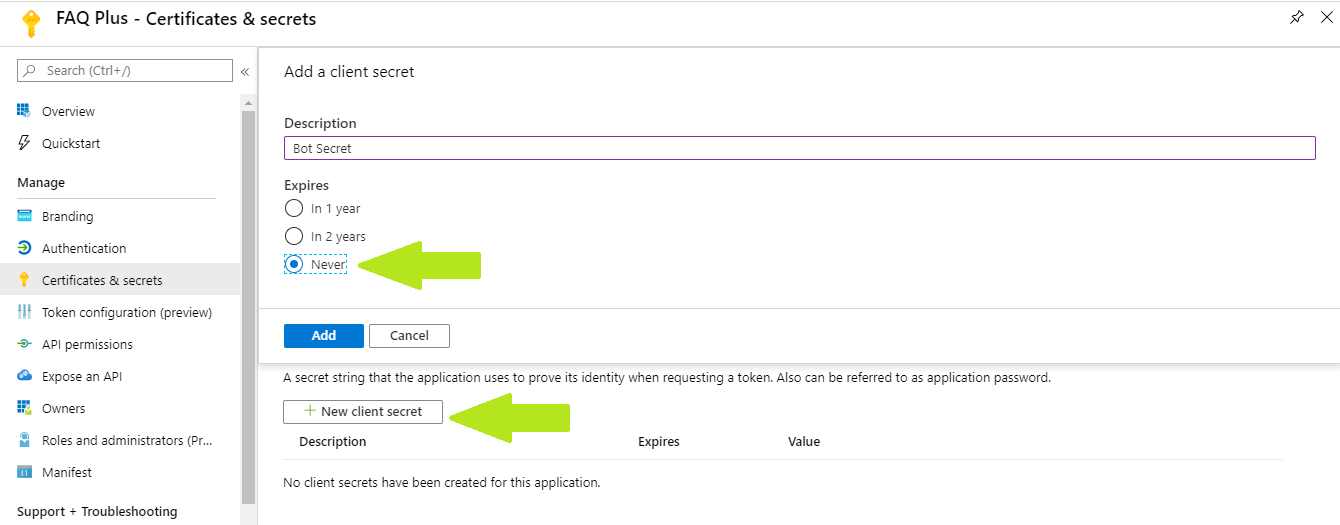 FAQ Plus - Certificates & secrets
Search (Ctrl+/)
Overview
Quickstart
Manage
Branding
Authentication
Certificates & secrets
Token configuration (preview)
API permissions
Expose an API
Owners
Roles and administrators (Pr...
Manifest
Support + Troubleshooting
Add a client secret
Description
Bot Secret
Expires
In 1 year
In 2 years
Never
Add Cancel
A secret string that the application uses to prove its identity when requesting a token. Also can be referred to as application password.
New client secret
Description Expires Value
No client secrets have been created for this application.